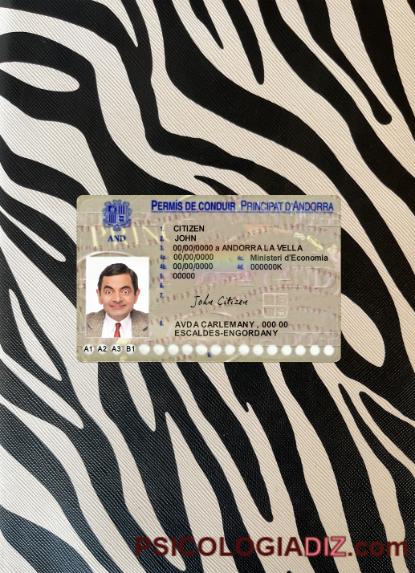 PERMÍS DE CONDUIR PRINCIPAT D'ANDORRA
AND
1. CITIZEN
2. JOHN
3. 00/00/0000 a ANDORRA LA VELLA
4a. 00/00/0000 4c. Ministeri d'Economia
4b. 00/00/0000 4d. 000000K
5. 00000
John Citizen
8. AVDA CARLEMANY , 000 00
ESCALDES-ENGORDANY
A1 A2 A3 B1
PSICOLOGIADIZ.com